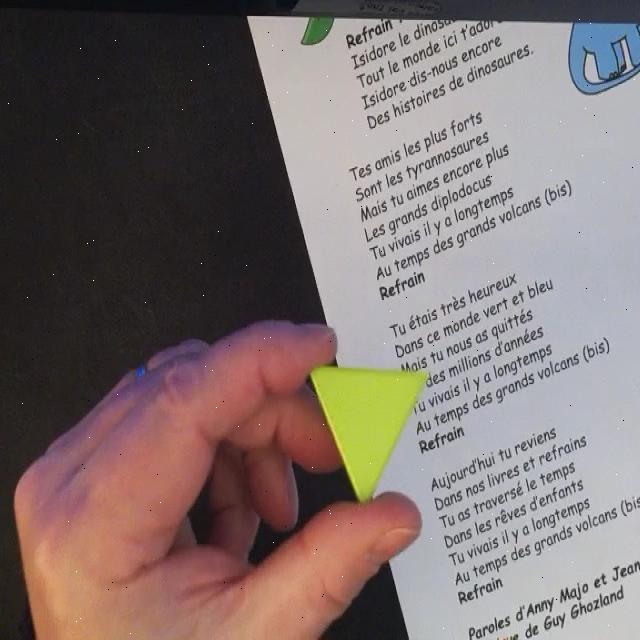 Refrain
Isidore le dinosa
Tout le monde ici t'ador
Isidore dis-nous encore
Des histoires de dinosaures.
Tes amis les plus forts
Sont les tyrannosaures
Mais tu aimes encore plus
Les grands diplodocus
Tu vivais il y a longtemps
Au temps des grands volcans (bis)
Refrain
Tu étais très heureux
Dans ce monde vert et bleu
Mais tu nous as quittés
des millions d'années
Tu vivais il y a longtemps
Au temps des grands volcans (bis)
Refrain
Aujourd'hui tu reviens
Dans nos livres et refrains
Tu as traversé le temps
Dans les rêves d'enfants
Tu vivais il y a longtemps
Au temps des grands volcans (bis
Refrain
Paroles d'Anny-Majo et Jean
de Guy Ghozland